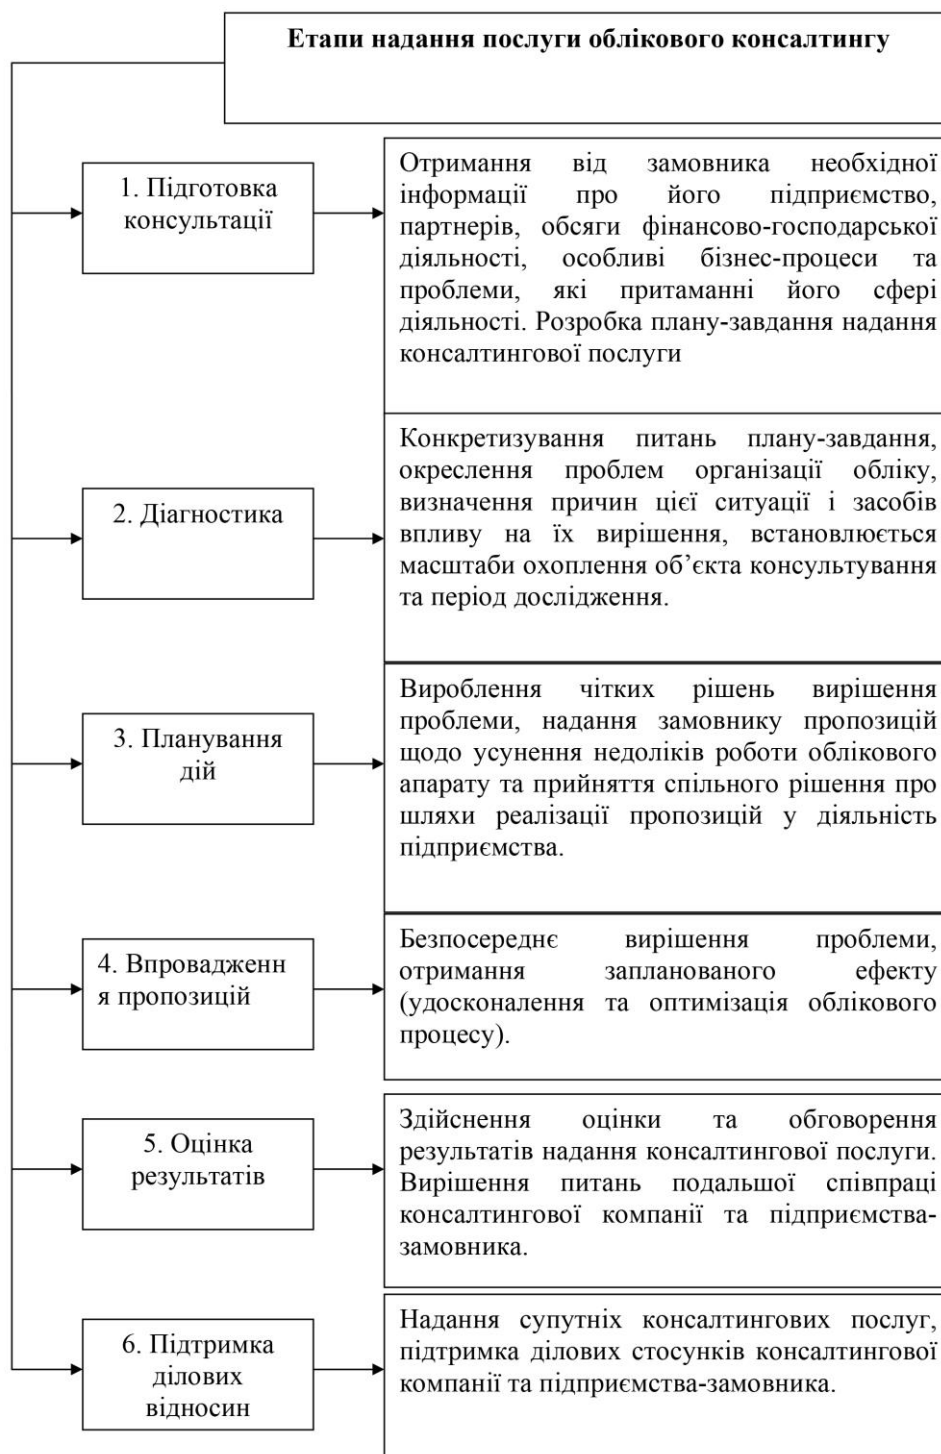 Етапи надання послуги облікового консалтингу
1. Підготовка
консультації
Отримання від замовника необхідної
інформації про його підприємство,
партнерів, обсяги фінансово-господарської
діяльності, особливі бізнес-процеси та
проблеми, які притаманні його сфері
діяльності. Розробка плану-завдання надання
консалтингової послуги
2. Діагностика
Конкретизування питань плану-завдання,
окреслення проблем організації обліку,
визначення причин цієї ситуації і засобів
впливу на їх вирішення, встановлюється
масштаби охоплення об’єкта консультування
та період дослідження.
3. Планування
дій
Вироблення чітких рішень вирішення
проблеми, надання замовнику пропозицій
щодо усунення недоліків роботи облікового
апарату та прийняття спільного рішення про
шляхи реалізації пропозицій у діяльність
підприємства.
4. Впровадженн
я пропозицій
Безпосереднє вирішення проблеми,
отримання запланованого ефекту
(удосконалення та оптимізація облікового
процесу).
5. Оцінка
результатів
Здійснення оцінки та обговорення
результатів надання консалтингової послуги.
Вирішення питань подальшої співпраці
консалтингової компанії та підприємства-
замовника.
6. Підтримка
ділових
відносин
Надання супутніх консалтингових послуг,
підтримка ділових стосунків консалтингової
компанії та підприємства-замовника.